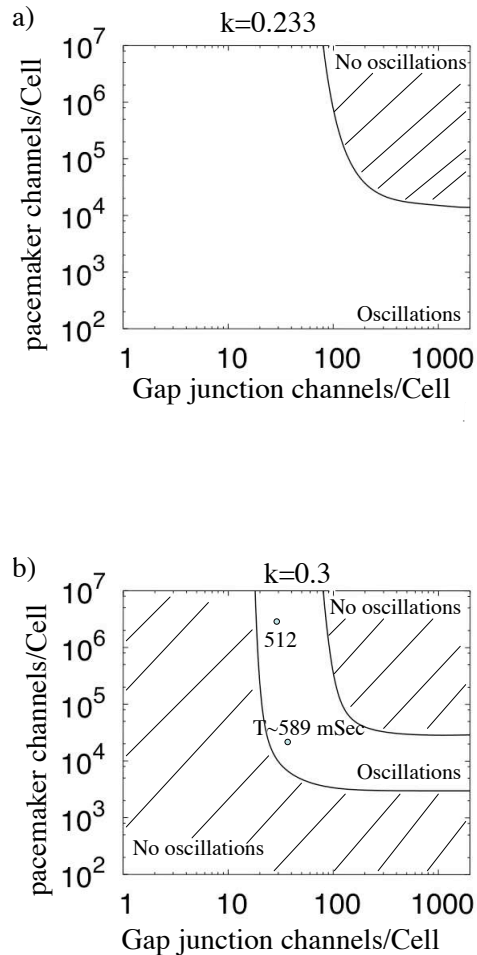 a)
k=0.233
pacemaker channels/Cell
10^7
10^6
10^5
10^4
10^3
10^2
No oscillations
Oscillations
1 10 100 1000
Gap junction channels/Cell
b)
k=0.3
pacemaker channels/Cell
10^7
10^6
10^5
10^4
10^3
10^2
No oscillations
512
T~589 mSec
Oscillations
No oscillations
1 10 100 1000
Gap junction channels/Cell